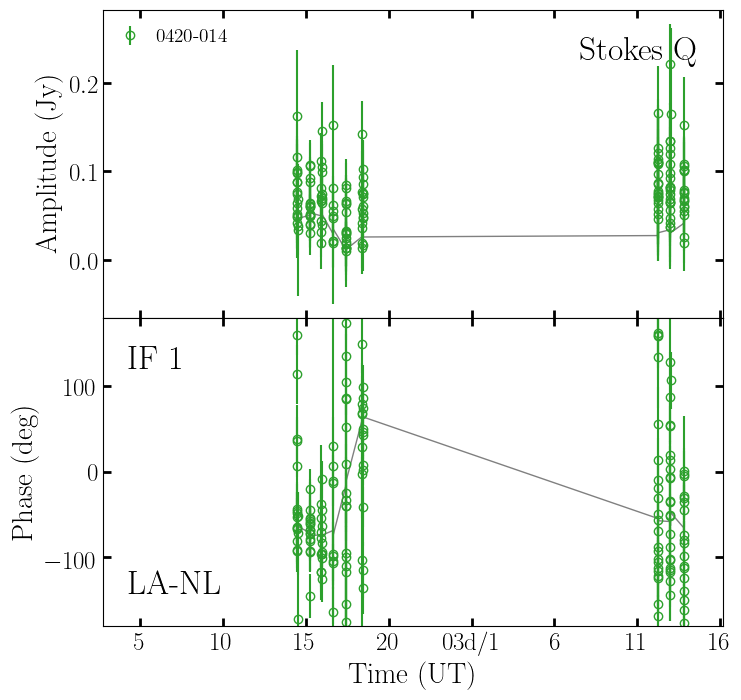 0420-014
Stokes Q
Amplitude (Jy)
0.2
0.1
0.0
IF 1
LA-NL
Phase (deg)
100
0
−100
5 10 15 20 03d/1 6 11 16
Time (UT)